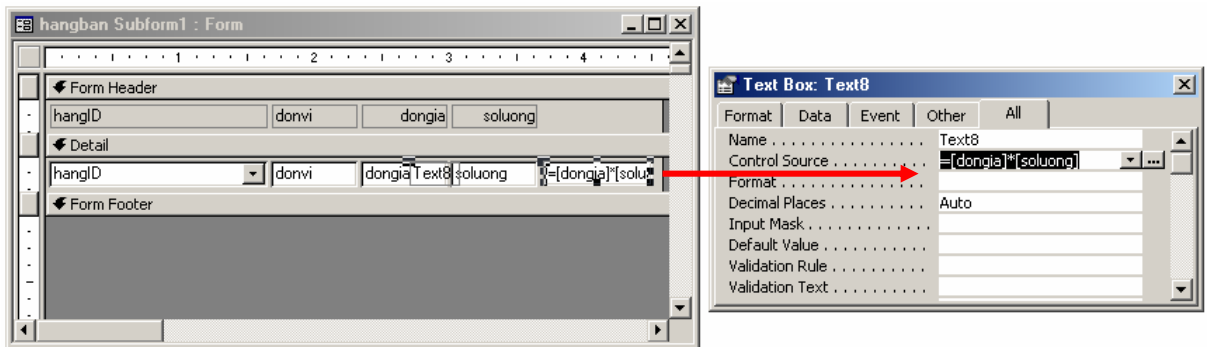 hangban Subform1 : Form
1 2 3 4
Form Header
hangID donvi dongia soluong
Detail
hangID donvi dongia Text8 soluong =[dongia]*[solu
Form Footer
Text Box: Text8
Format Data Event Other All
Name . . . . . . . . . . . . . . . . Text8
Control Source . . . . . . . . . . =[dongia]*[soluong]
Format . . . . . . . . . . . . . . .
Decimal Places . . . . . . . . . . Auto
Input Mask . . . . . . . . . . . . .
Default Value . . . . . . . . . . .
Validation Rule . . . . . . . . . .
Validation Text . . . . . . . . . .